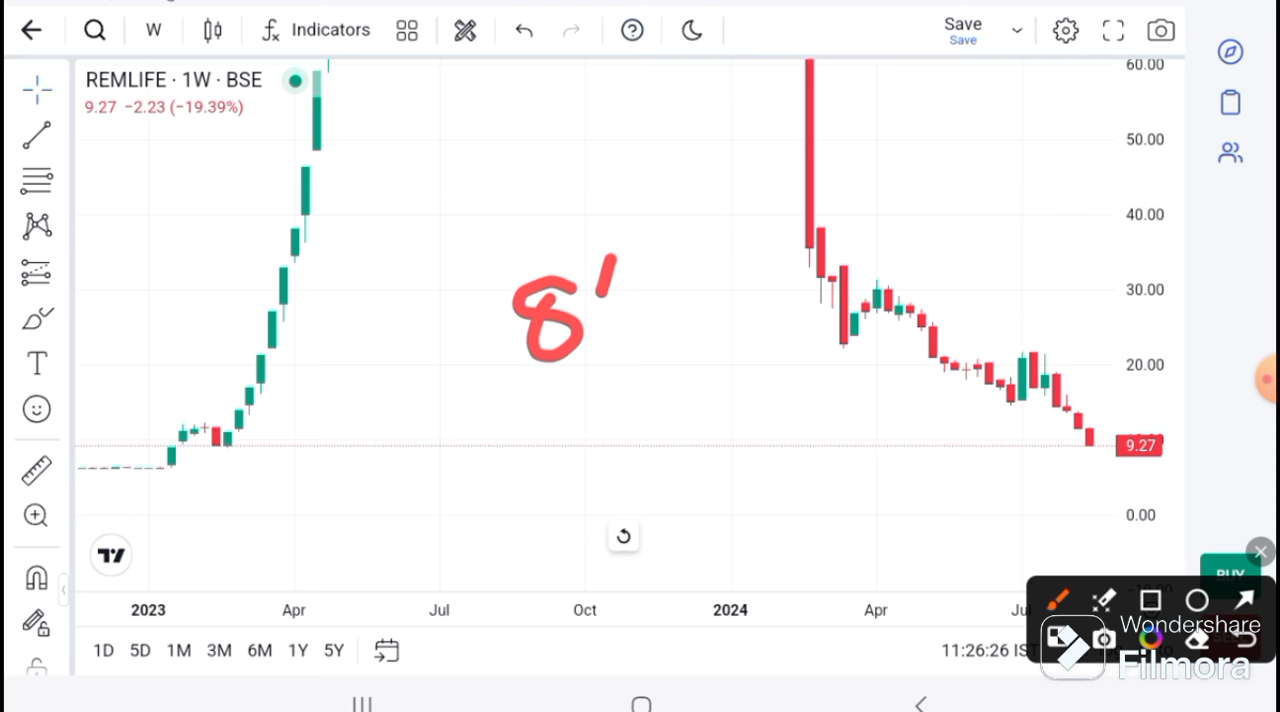 W
Indicators
Save
Save
REMLIFE · 1W · BSE
9.27 −2.23 (−19.39%)
60.00
50.00
40.00
30.00
20.00
9.27
0.00
8'
2023 Apr Jul Oct 2024 Apr
1D 5D 1M 3M 6M 1Y 5Y
11:26:26 IST
BUY
Wondershare
Filmora